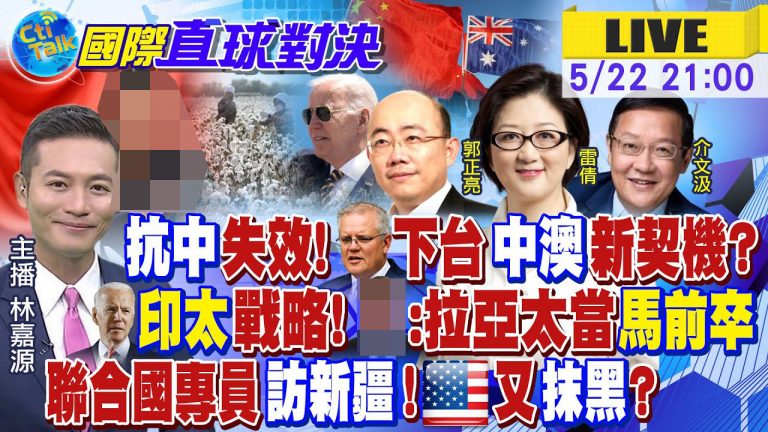 Cti Talk
國際直球對決
LIVE
5/22 21:00
主播 林嘉源
郭正亮
雷倩
介文汲
抗中失效! 下台中澳新契機?
印太戰略! :拉亞太當馬前卒
聯合國專員訪新疆! 又抹黑?